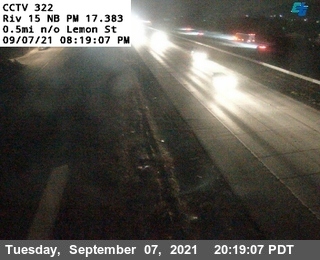 CCTV 322
Riv 15 NB PM 17.383
0.5mi n/o Lemon St
09/07/21 08:19:07 PM
Tuesday, September 07, 2021 20:19:07 PDT